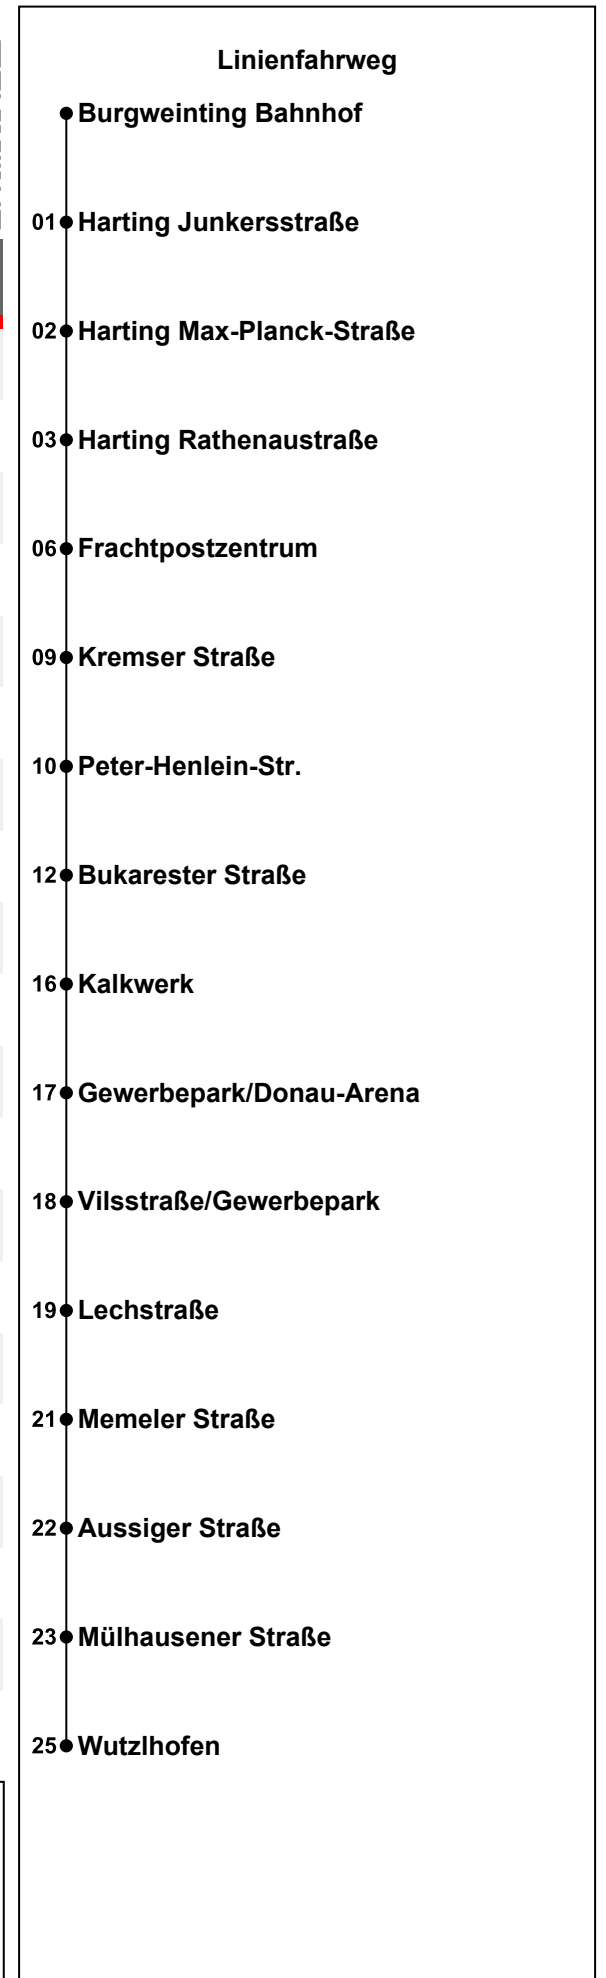 Linienfahrweg
Burgweinting Bahnhof
01 Harting Junkersstraße
02 Harting Max-Planck-Straße
03 Harting Rathenaustraße
06 Frachtpostzentrum
09 Kremser Straße
10 Peter-Henlein-Str.
12 Bukarester Straße
16 Kalkwerk
17 Gewerbepark/Donau-Arena
18 Vilsstraße/Gewerbepark
19 Lechstraße
21 Memeler Straße
22 Aussiger Straße
23 Mülhausener Straße
25 Wutzlhofen